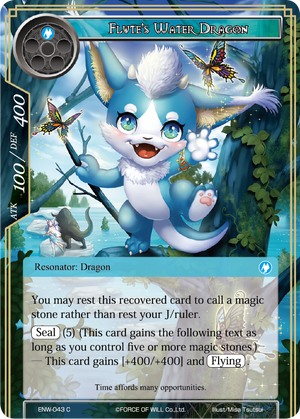 Flute's Water Dragon
ATK 100 / DEF 400
Resonator: Dragon
You may rest this recovered card to call a magic
stone rather than rest your J/ruler.
Seal (5) (This card gains the following text as
long as you control five or more magic stones.)
— This card gains [+400/+400] and Flying.
Time affords many opportunities.
ENW-043 C
©FORCE OF WILL Co.,Ltd.
Illust/Misa Tsutsui